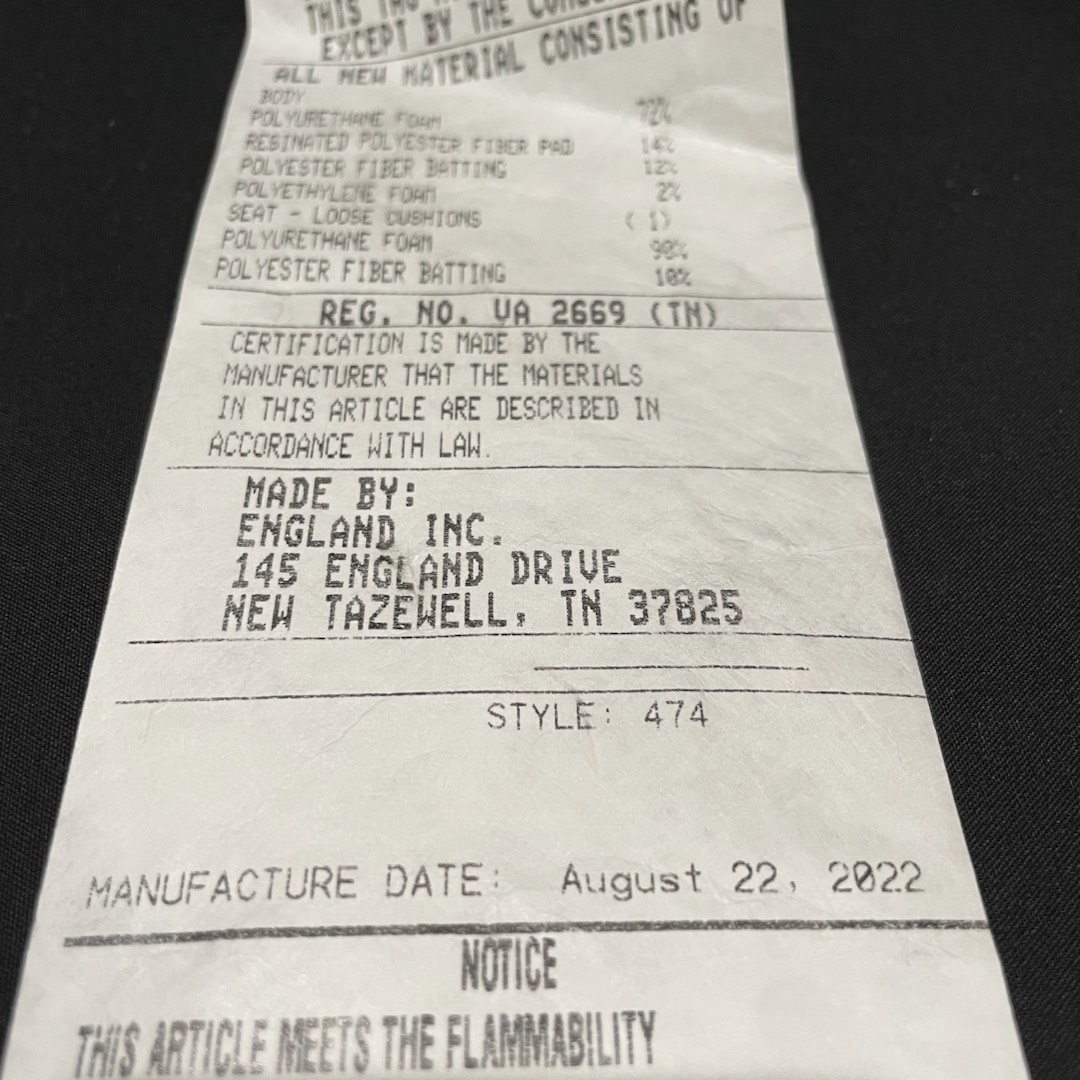 THIS TAG
EXCEPT BY THE
ALL NEW MATERIAL CONSISTING OF
BODY
POLYURETHANE FOAM 72%
RESINATED POLYESTER FIBER PAD 14%
POLYESTER FIBER BATTING 12%
POLYETHYLENE FOAM 2%
SEAT - LOOSE CUSHIONS (1)
POLYURETHANE FOAM 90%
POLYESTER FIBER BATTING 10%
REG. NO. VA 2669 (TN)
CERTIFICATION IS MADE BY THE
MANUFACTURER THAT THE MATERIALS
IN THIS ARTICLE ARE DESCRIBED IN
ACCORDANCE WITH LAW.
MADE BY:
ENGLAND INC.
145 ENGLAND DRIVE
NEW TAZEWELL, TN 37825
STYLE: 474
MANUFACTURE DATE: August 22, 2022
NOTICE
THIS ARTICLE MEETS THE FLAMMABILITY